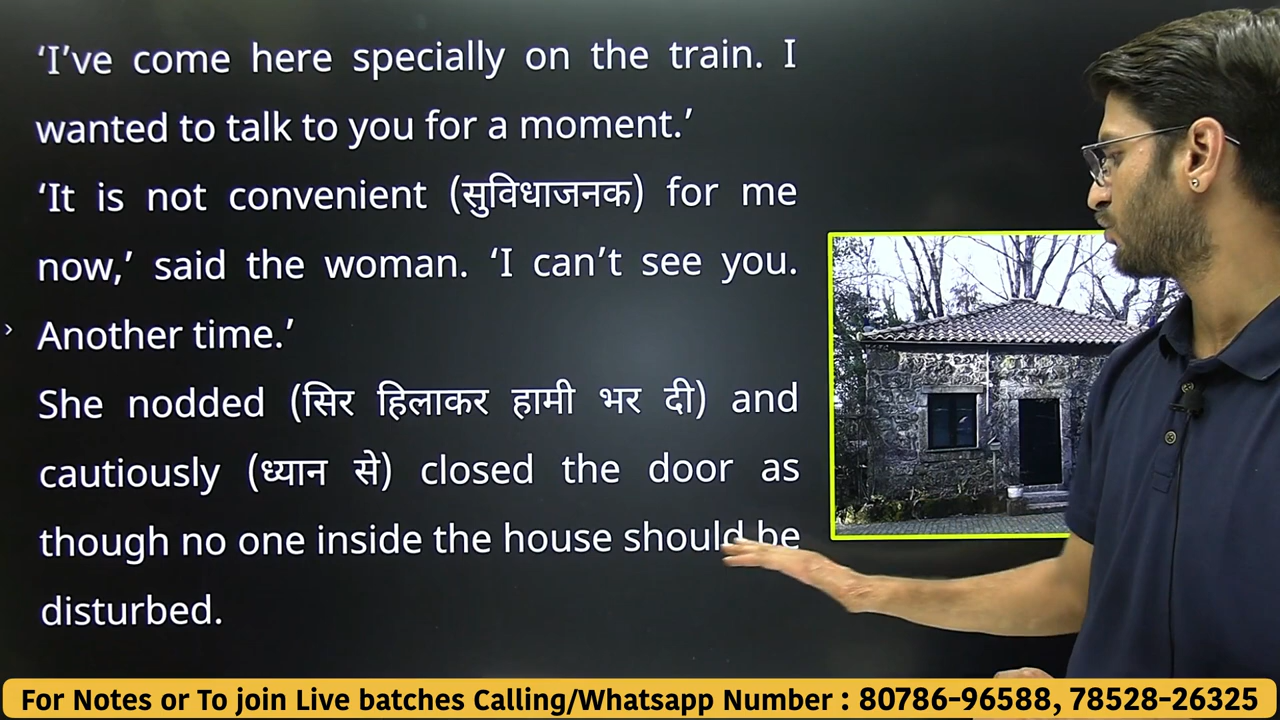 ‘I’ve come here specially on the train. I
wanted to talk to you for a moment.’
‘It is not convenient (सुविधाजनक) for me
now,’ said the woman. ‘I can’t see you.
Another time.’
She nodded (सिर हिलाकर हामी भर दी) and
cautiously (ध्यान से) closed the door as
though no one inside the house should be
disturbed.
For Notes or To join Live batches Calling/Whatsapp Number : 80786-96588, 78528-26325